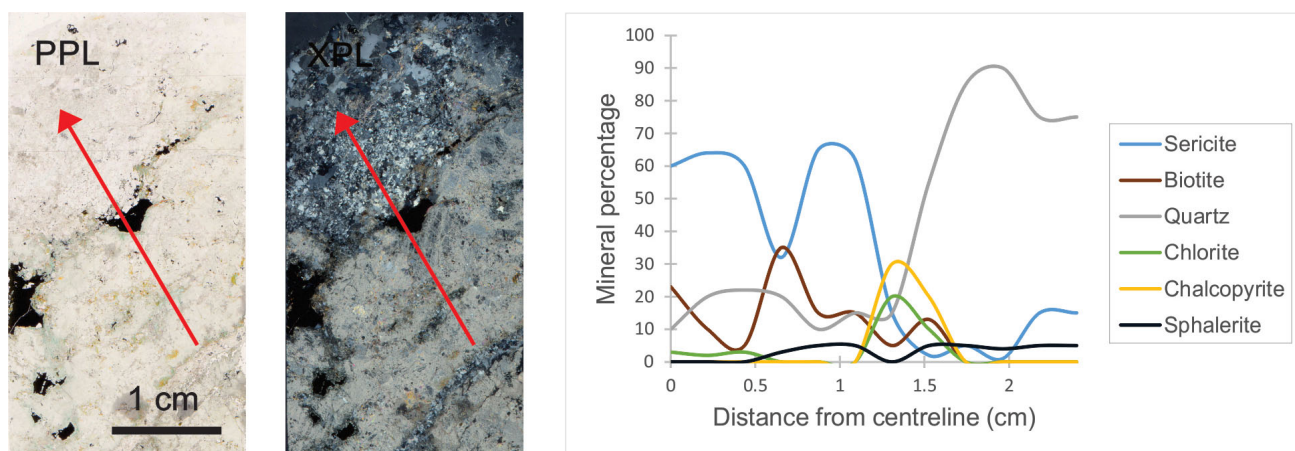 PPL
1 cm
XPL
Mineral percentage
100
90
80
70
60
50
40
30
20
10
0
0
0.5
1
1.5
2
Distance from centreline (cm)
Sericite
Biotite
Quartz
Chlorite
Chalcopyrite
Sphalerite